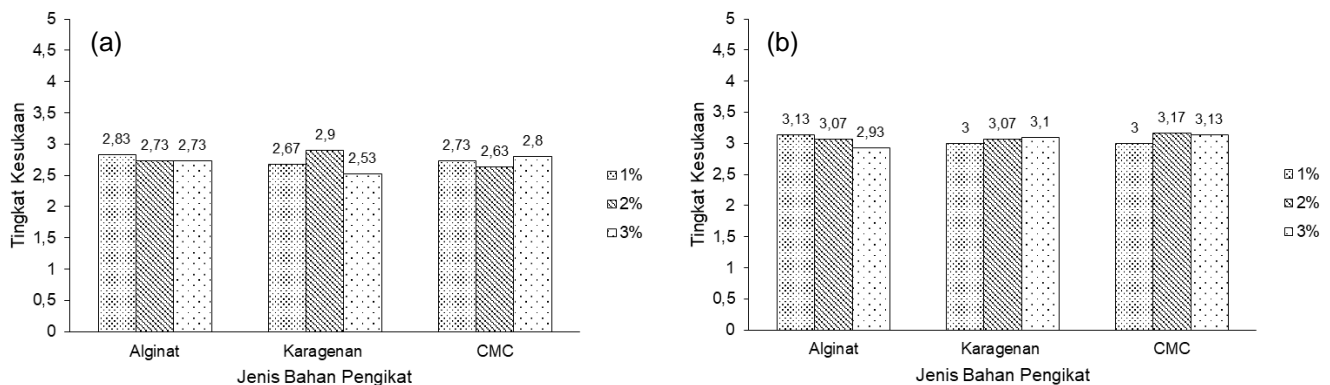 (a)
Tingkat Kesukaan
5
4,5
4
3,5
3
2,5
2
1,5
1
0,5
0
2,83 2,73 2,73
2,67 2,9 2,53
2,73 2,63 2,8
Alginat Karagenan CMC
Jenis Bahan Pengikat
1%
2%
3%
(b)
Tingkat Kesukaan
5
4,5
4
3,5
3
2,5
2
1,5
1
0,5
0
3,13 3,07 2,93
3 3,07 3,1
3 3,17 3,13
Alginat Karagenan CMC
Jenis Bahan Pengikat
1%
2%
3%